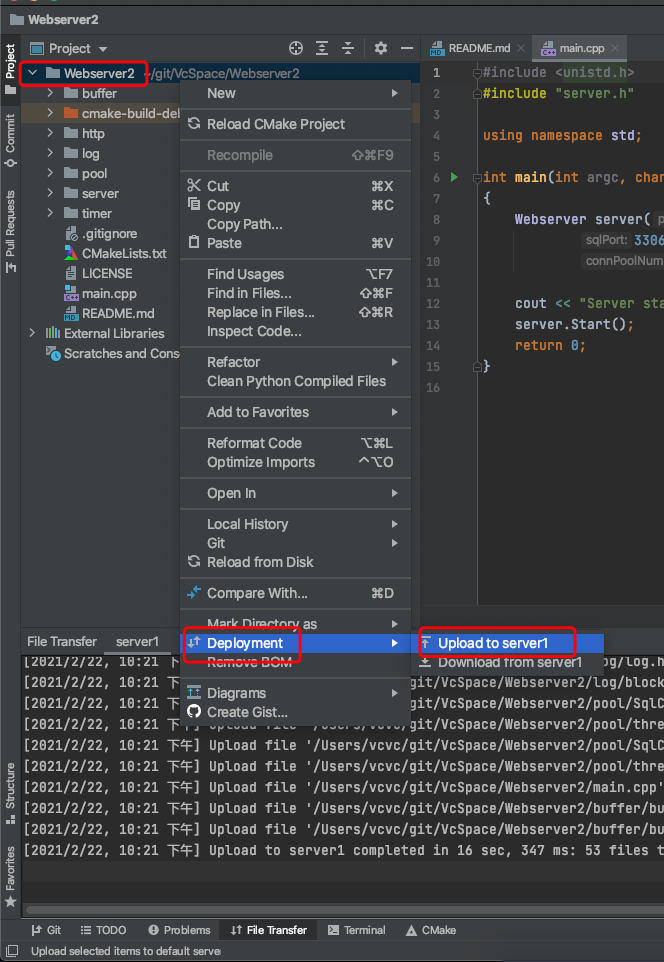 Webserver2
Project
Project
README.md
main.cpp
Webserver2 ~/git/VcSpace/Webserver2
buffer
cmake-build-de
http
log
pool
server
timer
.gitignore
CMakeLists.txt
LICENSE
main.cpp
README.md
External Libraries
Scratches and Cons
Commit
Pull Requests
Structure
Favorites
New
Reload CMake Project
Recompile ⇧⌘F9
Cut ⌘X
Copy ⌘C
Copy Path...
Paste ⌘V
Find Usages ⌥F7
Find in Files... ⇧⌘F
Replace in Files... ⇧⌘R
Inspect Code...
Refactor
Clean Python Compiled Files
Add to Favorites
Reformat Code ⌥⌘L
Optimize Imports ^⌥O
Open In
Local History
Git
Reload from Disk
Compare With... ⌘D
Mark Directory as
Deployment
Remove BOM
Diagrams
Create Gist...
Upload to server1
Download from server1
1 #include <unistd.h>
2 #include "server.h"
3
4 using namespace std;
5
6 int main(int argc, cha
7 {
8 Webserver server( p
9 sqlPort: 3306
10 connPoolNum
11
12 cout << "Server sta
13 server.Start();
14 return 0;
15 }
16
File Transfer server1
[2021/2/22, 10:21 下 og/log.h
[2021/2/22, 10:21 下 git/VcSpace/Webserver2/log/block
[2021/2/22, 10:21 下 git/VcSpace/Webserver2/pool/SqlC
[2021/2/22, 10:21 下午] Upload file '/Users/vcvc/git/VcSpace/Webserver2/pool/thre
[2021/2/22, 10:21 下午] Upload file '/Users/vcvc/git/VcSpace/Webserver2/pool/SqlC
[2021/2/22, 10:21 下午] Upload file '/Users/vcvc/git/VcSpace/Webserver2/pool/thre
[2021/2/22, 10:21 下午] Upload file '/Users/vcvc/git/VcSpace/Webserver2/main.cpp'
[2021/2/22, 10:21 下午] Upload file '/Users/vcvc/git/VcSpace/Webserver2/buffer/bu
[2021/2/22, 10:21 下午] Upload file '/Users/vcvc/git/VcSpace/Webserver2/buffer/bu
[2021/2/22, 10:21 下午] Upload to server1 completed in 16 sec, 347 ms: 53 files t
Git TODO Problems File Transfer Terminal CMake
Upload selected items to default serve